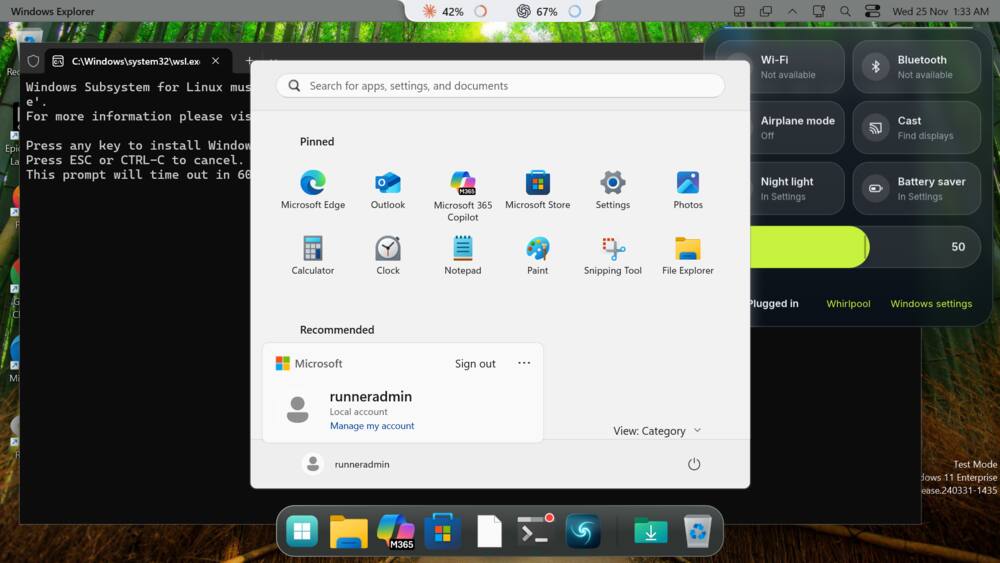 Windows Explorer
42%
67%
Wed 25 Nov 1:33 AM
C:\Windows\system32\wsl.ex
Windows Subsystem for Linux mus
e'.
For more information please vis
Press any key to install Window
Press ESC or CTRL-C to cancel.
This prompt will time out in 60
Search for apps, settings, and documents
Pinned
Microsoft Edge
Outlook
Microsoft 365
Copilot
Microsoft Store
Settings
Photos
Calculator
Clock
Notepad
Paint
Snipping Tool
File Explorer
Recommended
Microsoft
Sign out
runneradmin
Local account
Manage my account
View: Category
runneradmin
Wi-Fi
Not available
Bluetooth
Not available
Airplane mode
Off
Cast
Find displays
Night light
In Settings
Battery saver
In Settings
50
Plugged in
Whirlpool
Windows settings
Test Mode
dows 11 Enterprise
ease.240331-1435
M365
M365